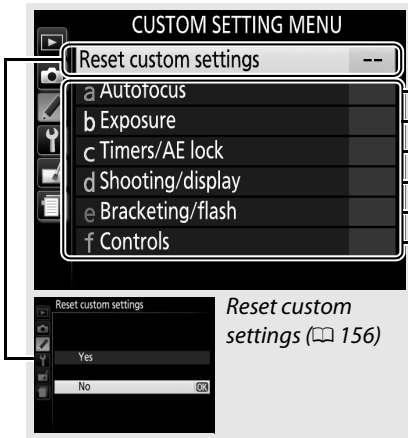 CUSTOM SETTING MENU
Reset custom settings --
a Autofocus
b Exposure
c Timers/AE lock
d Shooting/display
e Bracketing/flash
f Controls
Reset custom settings
Yes
No OK
Reset custom
settings (📖 156)